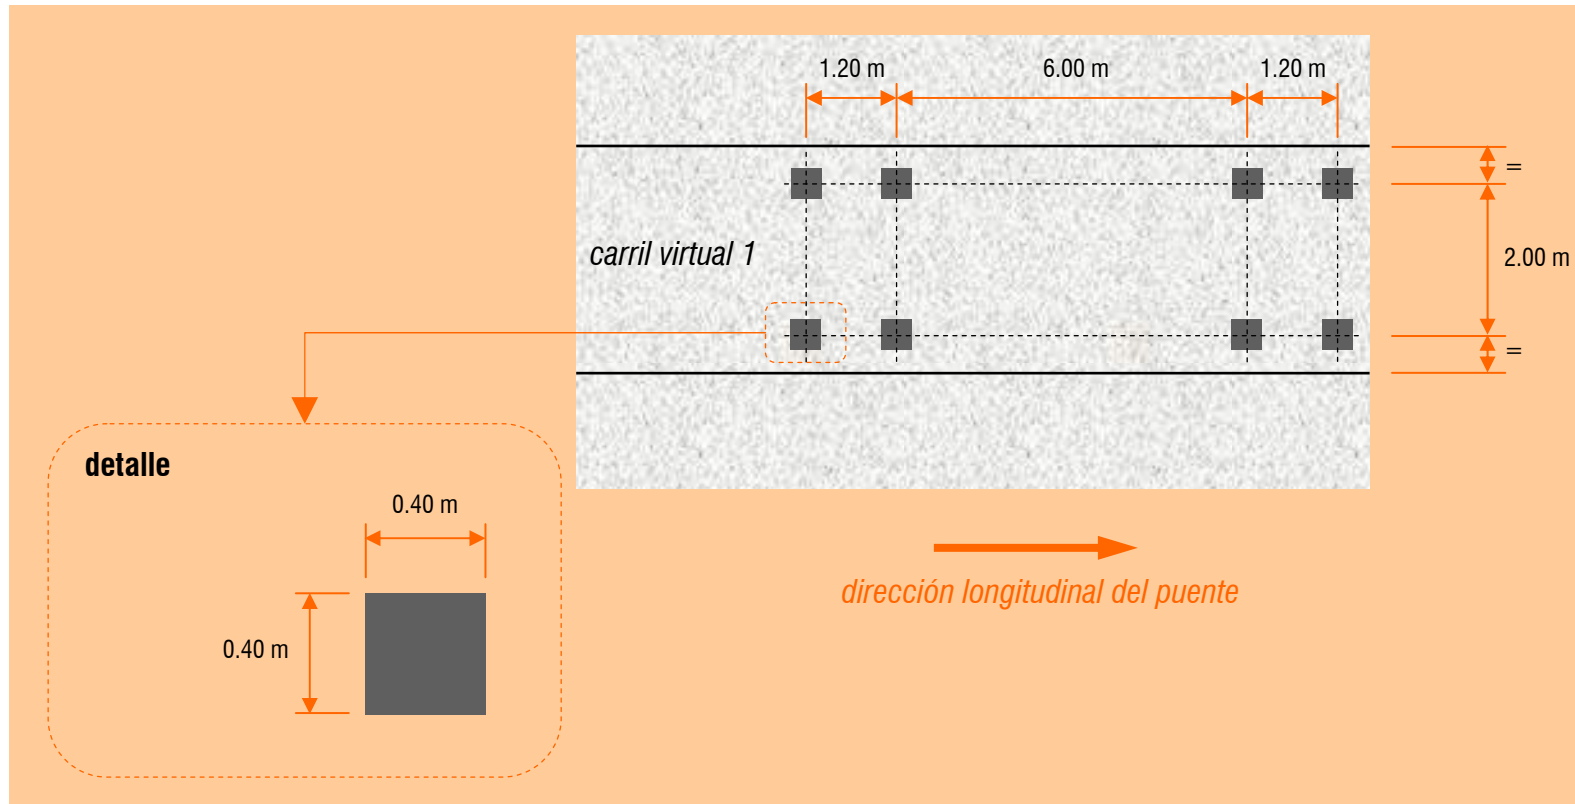 1.20 m
6.00 m
1.20 m
=
carril virtual 1
2.00 m
=
detalle
0.40 m
0.40 m
dirección longitudinal del puente